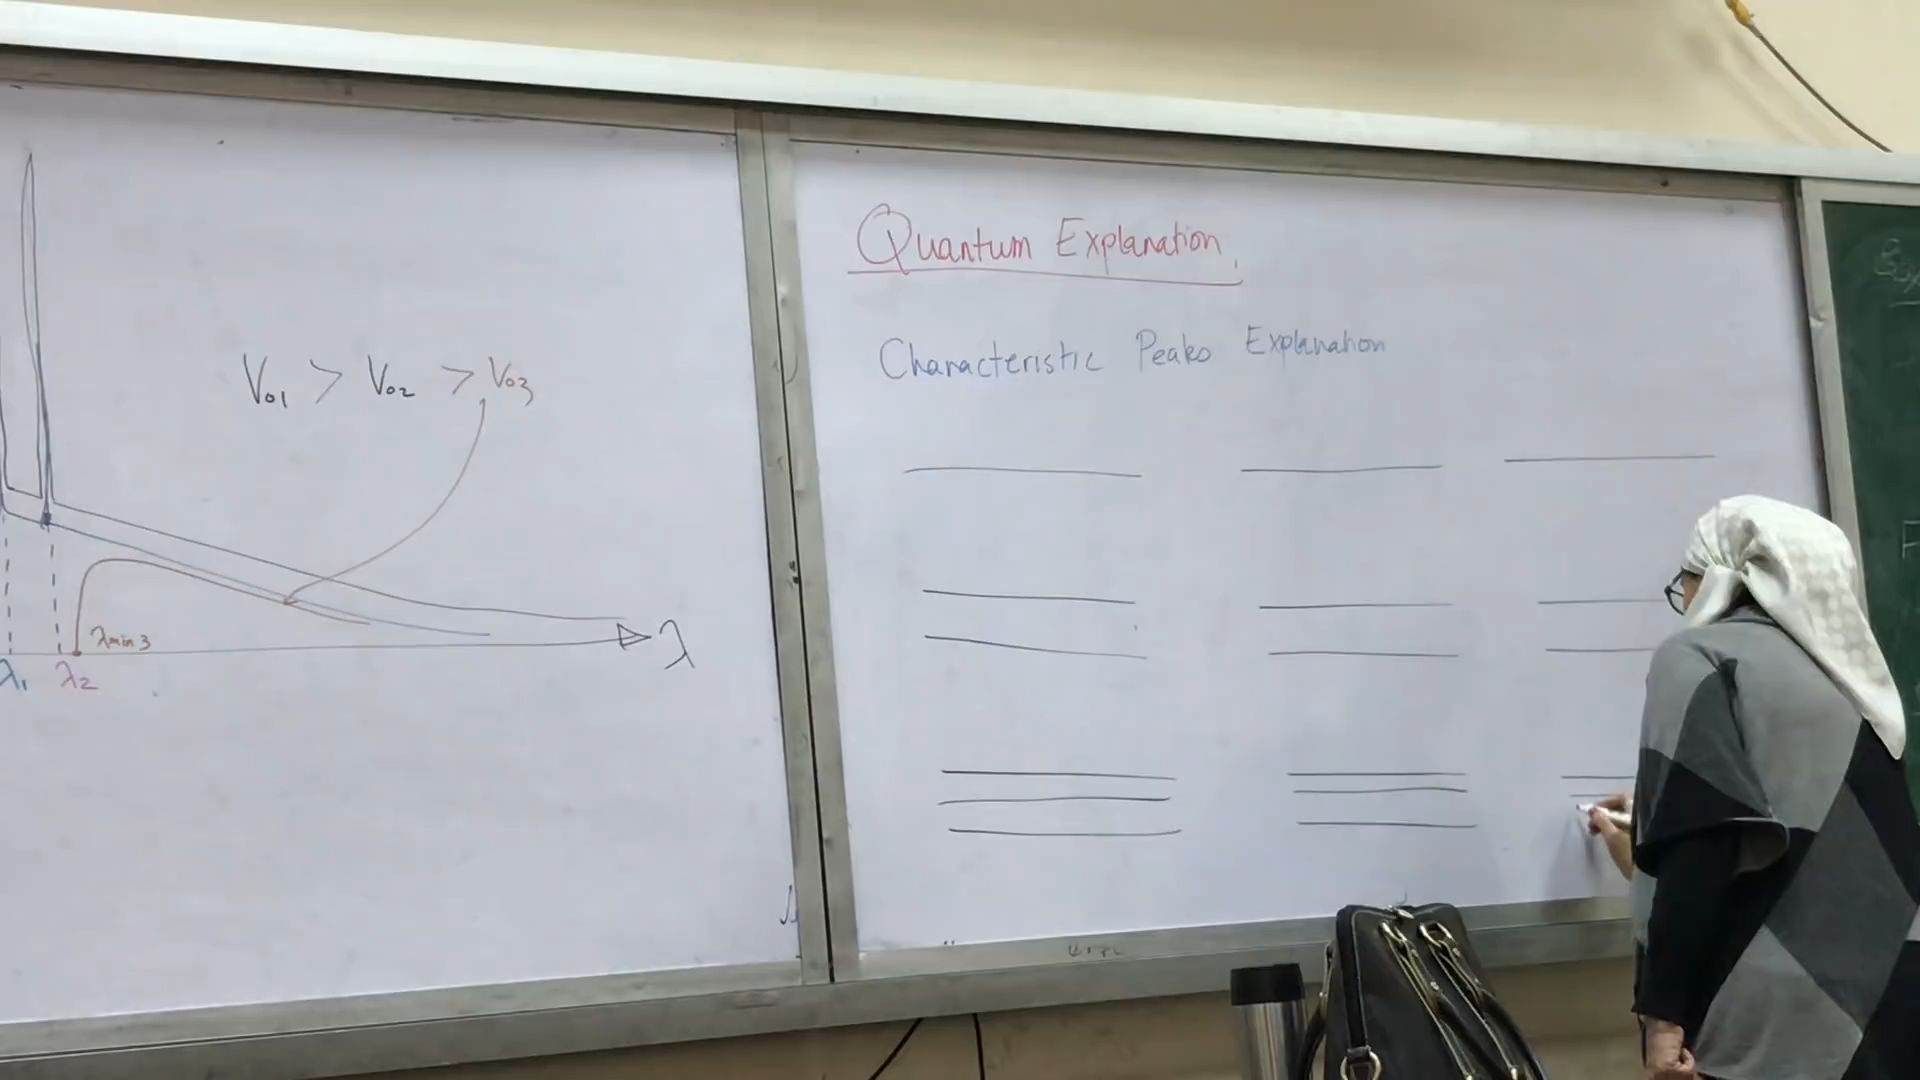 V01 > V02 > V03
λmin 3
λ
λ1 λ2
Quantum Explanation
Characteristic Peaks Explanation